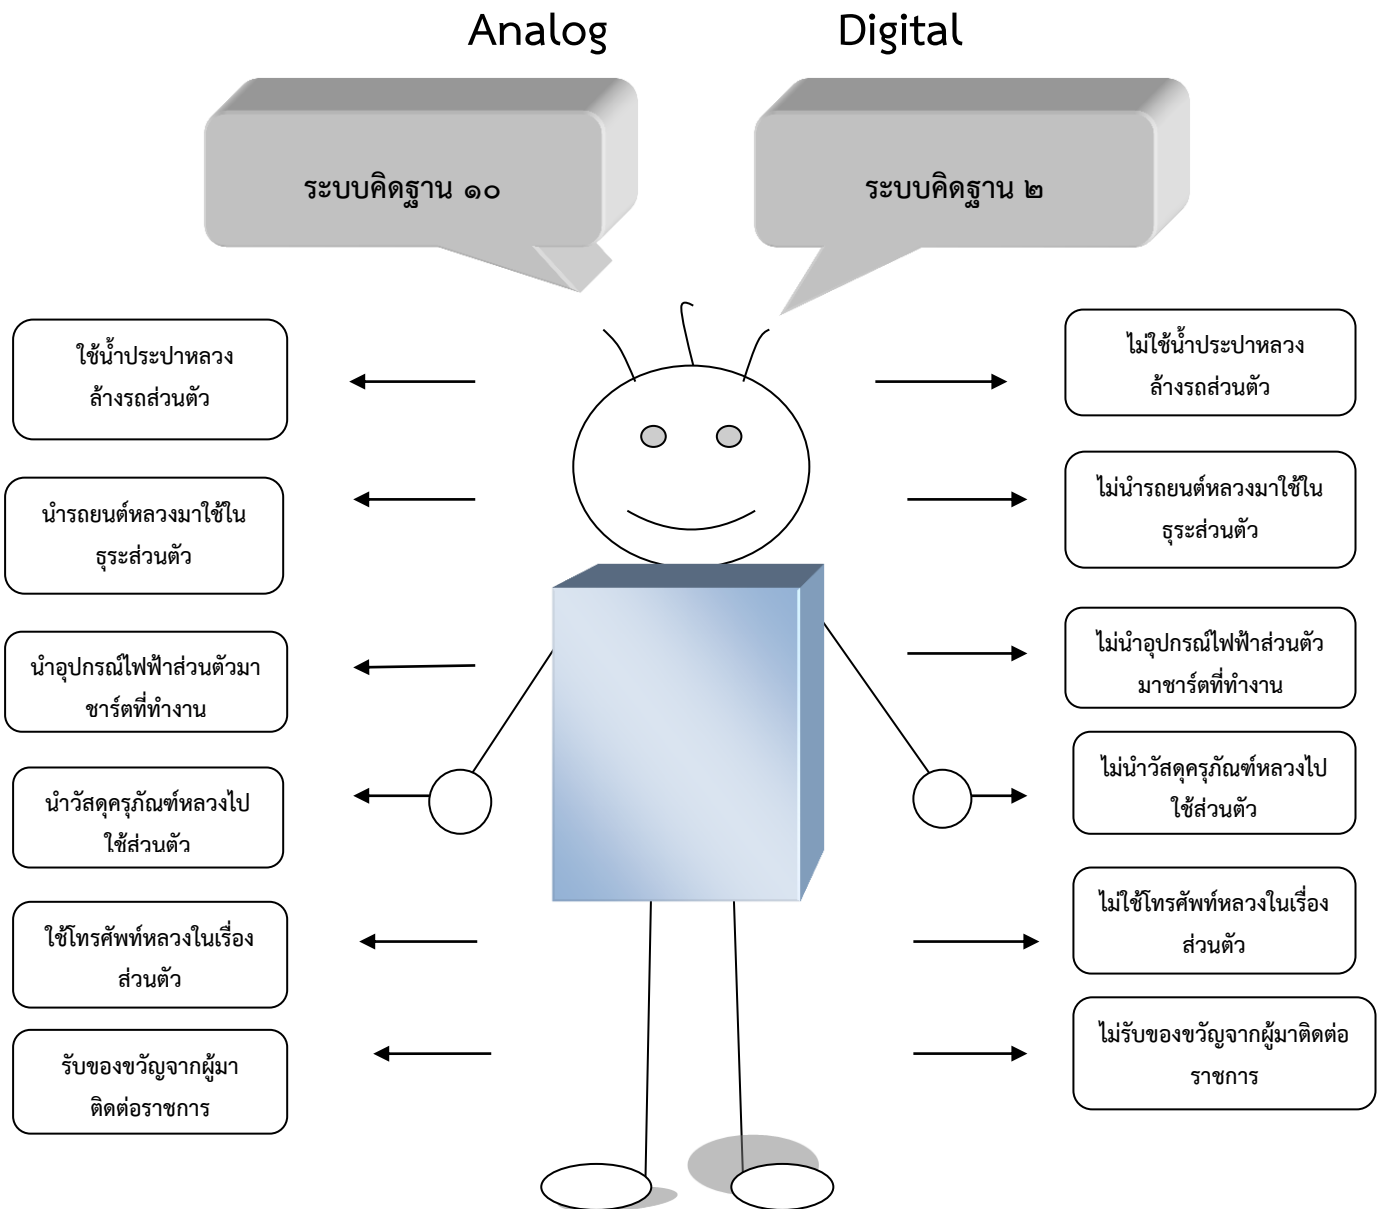 Analog
Digital
ระบบคิดฐาน ๑๐
ระบบคิดฐาน ๒
ใช้น้ำประปาหลวง
ล้างรถส่วนตัว
นำรถยนต์หลวงมาใช้ใน
ธุระส่วนตัว
นำอุปกรณ์ไฟฟ้าส่วนตัวมา
ชาร์ตที่ทำงาน
นำวัสดุครุภัณฑ์หลวงไป
ใช้ส่วนตัว
ใช้โทรศัพท์หลวงในเรื่อง
ส่วนตัว
รับของขวัญจากผู้มา
ติดต่อราชการ
ไม่ใช้น้ำประปาหลวง
ล้างรถส่วนตัว
ไม่นำรถยนต์หลวงมาใช้ใน
ธุระส่วนตัว
ไม่นำอุปกรณ์ไฟฟ้าส่วนตัว
มาชาร์ตที่ทำงาน
ไม่นำวัสดุครุภัณฑ์หลวงไป
ใช้ส่วนตัว
ไม่ใช้โทรศัพท์หลวงในเรื่อง
ส่วนตัว
ไม่รับของขวัญจากผู้มาติดต่อ
ราชการ